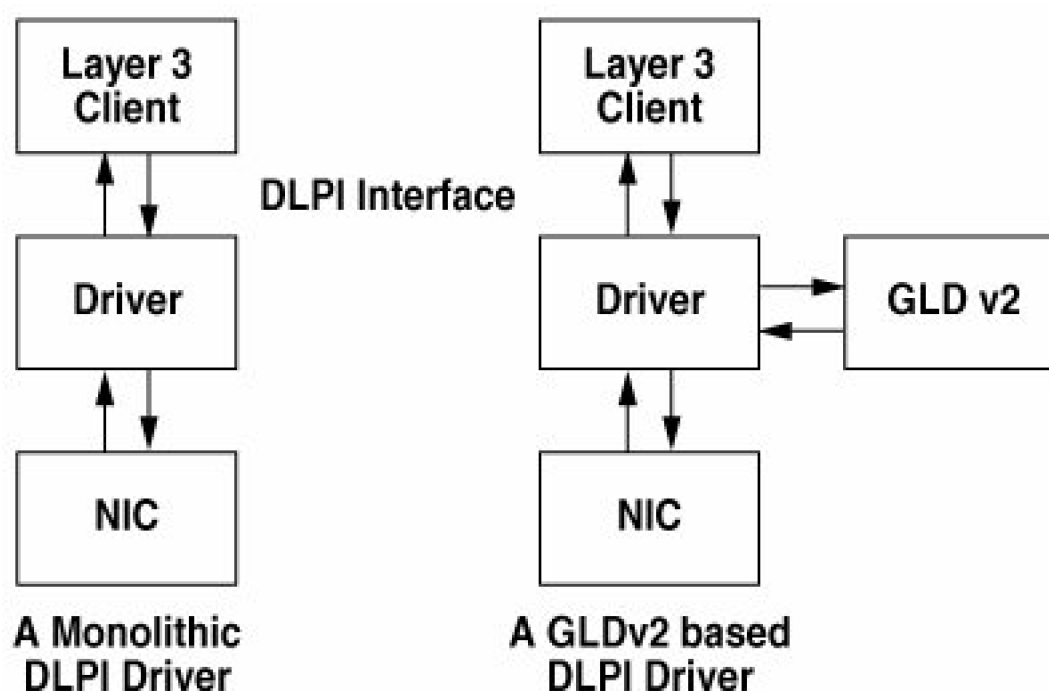 Layer 3
Client
Layer 3
Client
DLPI Interface
Driver
Driver
GLD v2
NIC
NIC
A Monolithic
DLPI Driver
A GLDv2 based
DLPI Driver